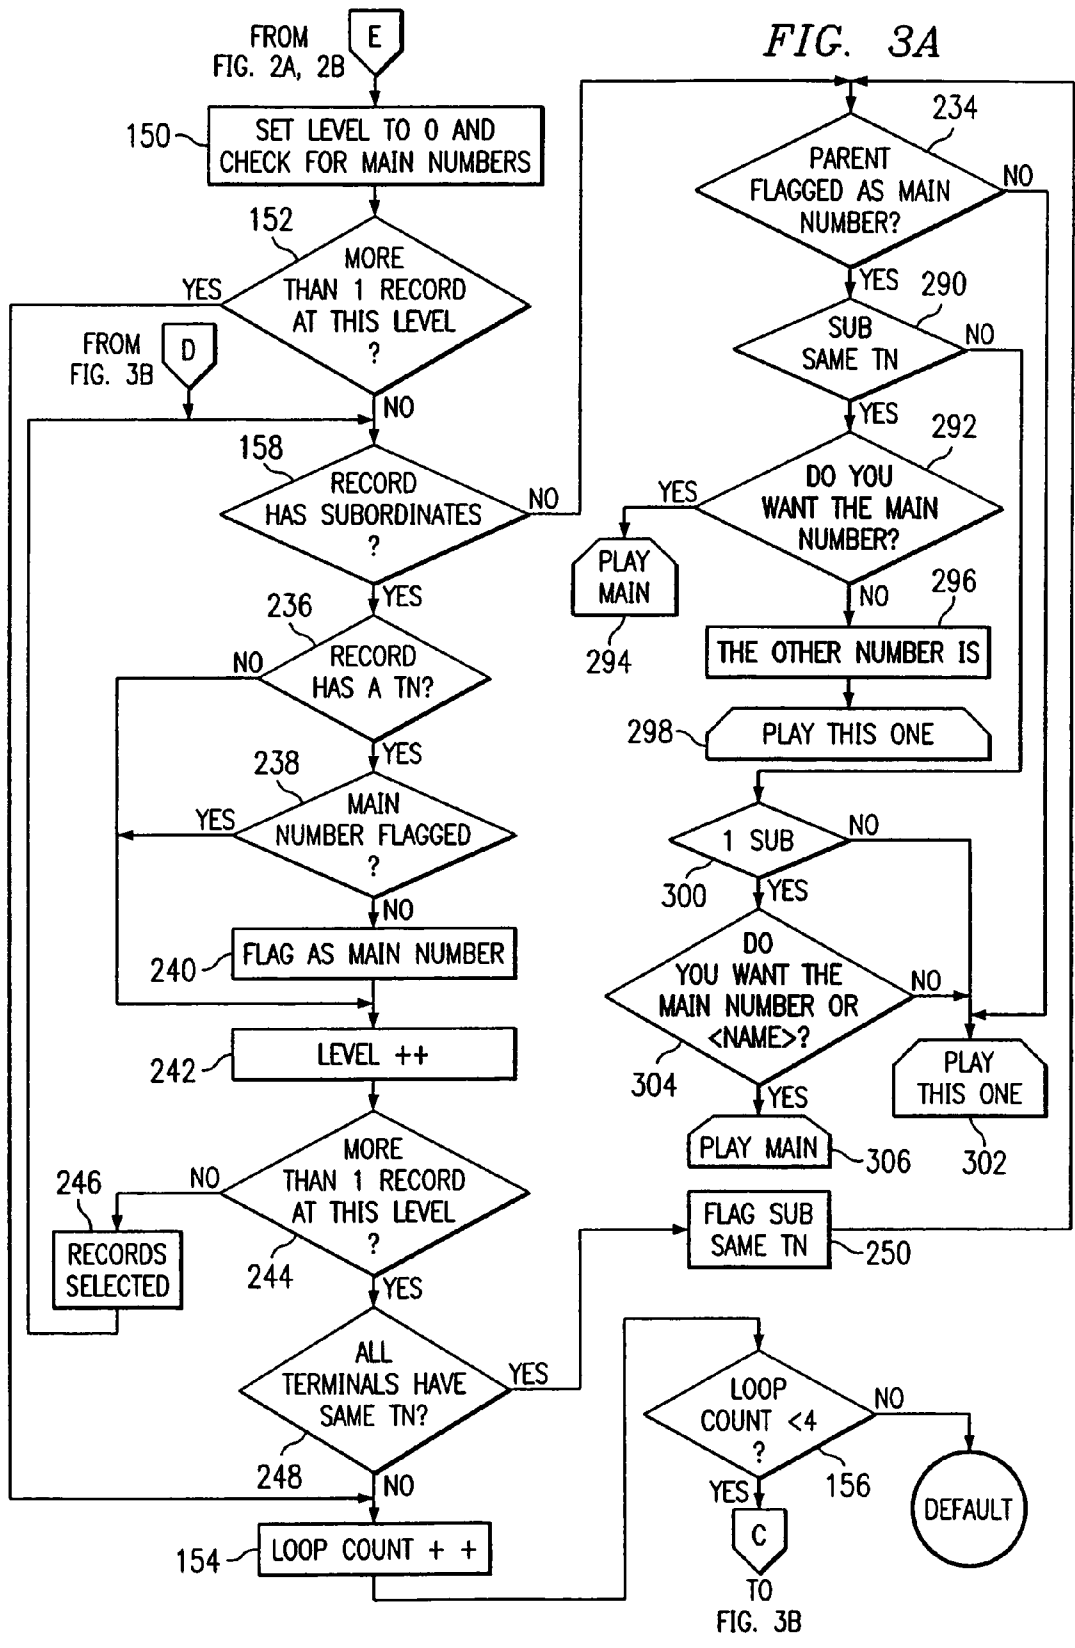 FIG. 3A
FROM
FIG. 2A, 2B
E
150
SET LEVEL TO 0 AND
CHECK FOR MAIN NUMBERS
152
MORE
THAN 1 RECORD
AT THIS LEVEL
?
YES
NO
FROM
FIG. 3B
D
158
RECORD
HAS SUBORDINATES
?
NO
YES
236
RECORD
HAS A TN?
NO
YES
238
MAIN
NUMBER FLAGGED
?
YES
NO
240
FLAG AS MAIN NUMBER
242
LEVEL ++
MORE
THAN 1 RECORD
AT THIS LEVEL
?
244
NO
YES
246
RECORDS
SELECTED
ALL
TERMINALS HAVE
SAME TN?
248
YES
NO
154
LOOP COUNT + +
234
PARENT
FLAGGED AS MAIN
NUMBER?
NO
YES
290
SUB
SAME TN
NO
YES
292
DO YOU
WANT THE MAIN
NUMBER?
YES
NO
PLAY
MAIN
294
296
THE OTHER NUMBER IS
298
PLAY THIS ONE
1 SUB
300
NO
YES
DO
YOU WANT THE
MAIN NUMBER OR
<NAME>?
304
NO
YES
PLAY
THIS ONE
302
PLAY MAIN
306
FLAG SUB
SAME TN
250
LOOP
COUNT <4
?
156
NO
YES
DEFAULT
C
TO
FIG. 3B